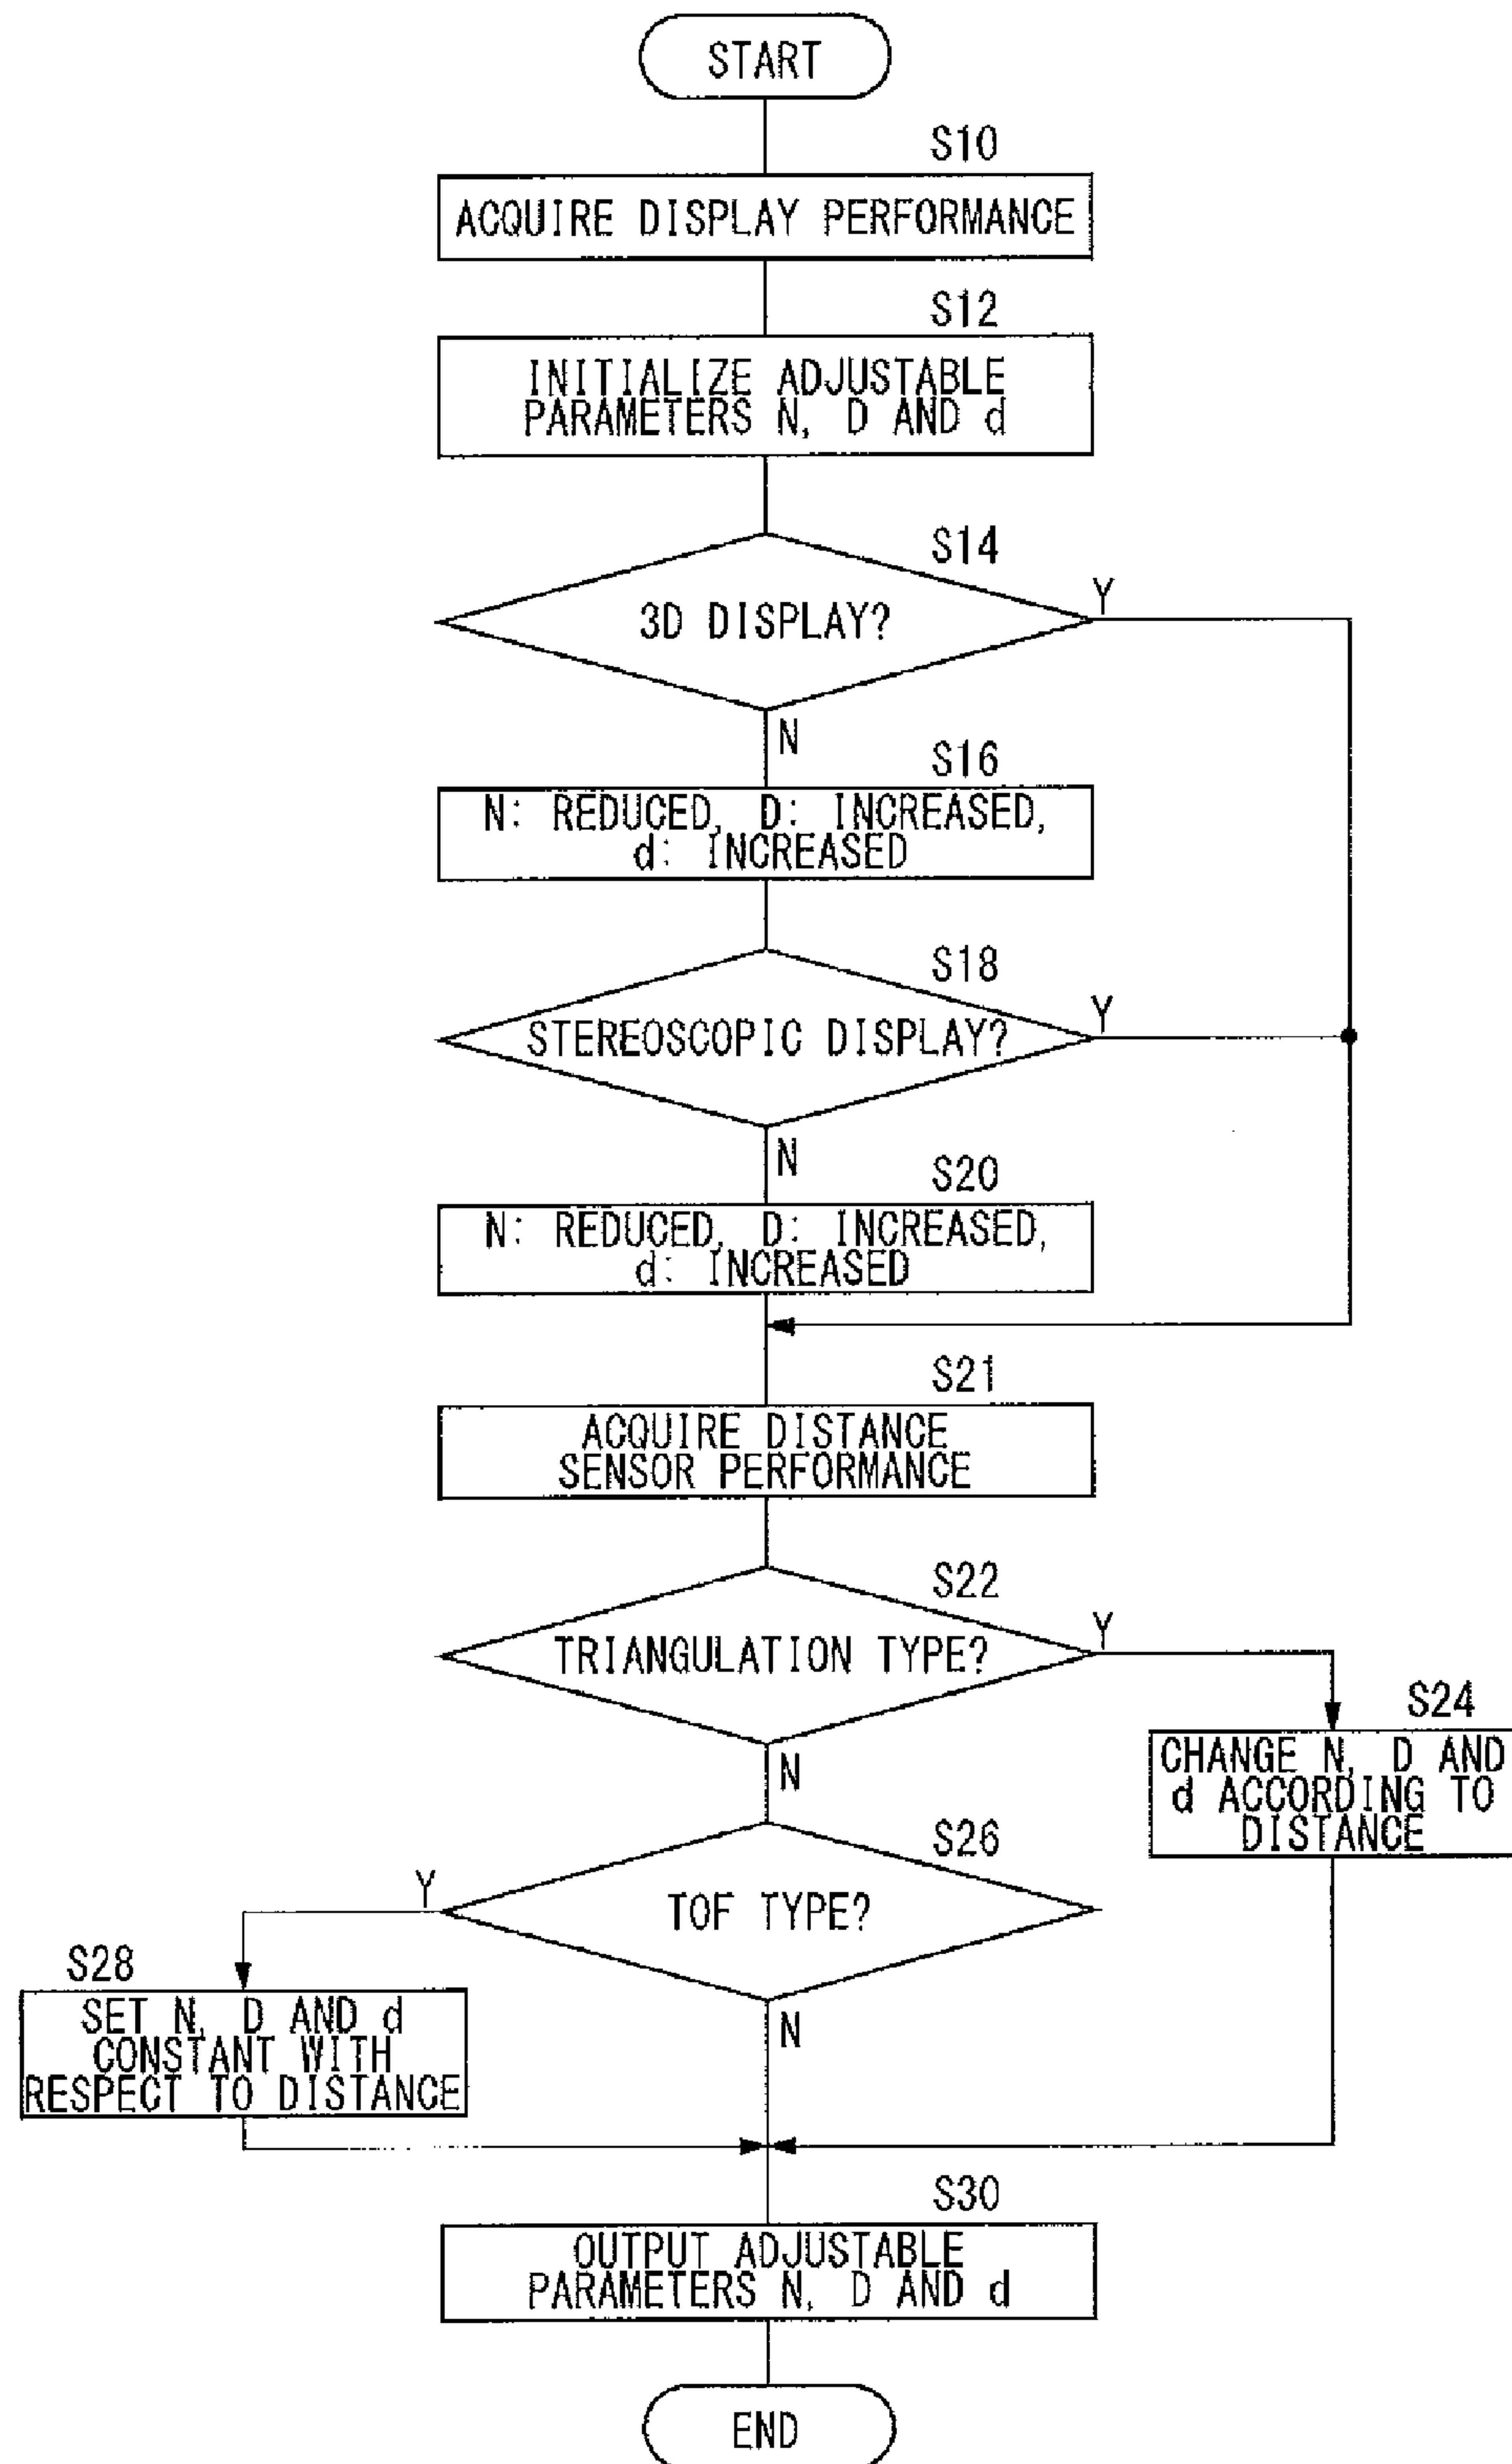 START
S10
ACQUIRE DISPLAY PERFORMANCE
S12
INITIALIZE ADJUSTABLE
PARAMETERS N, D AND d
S14
3D DISPLAY?
Y
N
S16
N: REDUCED, D: INCREASED,
d: INCREASED
S18
STEREOSCOPIC DISPLAY?
Y
N
S20
N: REDUCED, D: INCREASED,
d: INCREASED
S21
ACQUIRE DISTANCE
SENSOR PERFORMANCE
S22
TRIANGULATION TYPE?
Y
N
S24
CHANGE N, D AND
d ACCORDING TO
DISTANCE
S26
TOF TYPE?
Y
N
S28
SET N, D AND d
CONSTANT WITH
RESPECT TO DISTANCE
S30
OUTPUT ADJUSTABLE
PARAMETERS N, D AND d
END